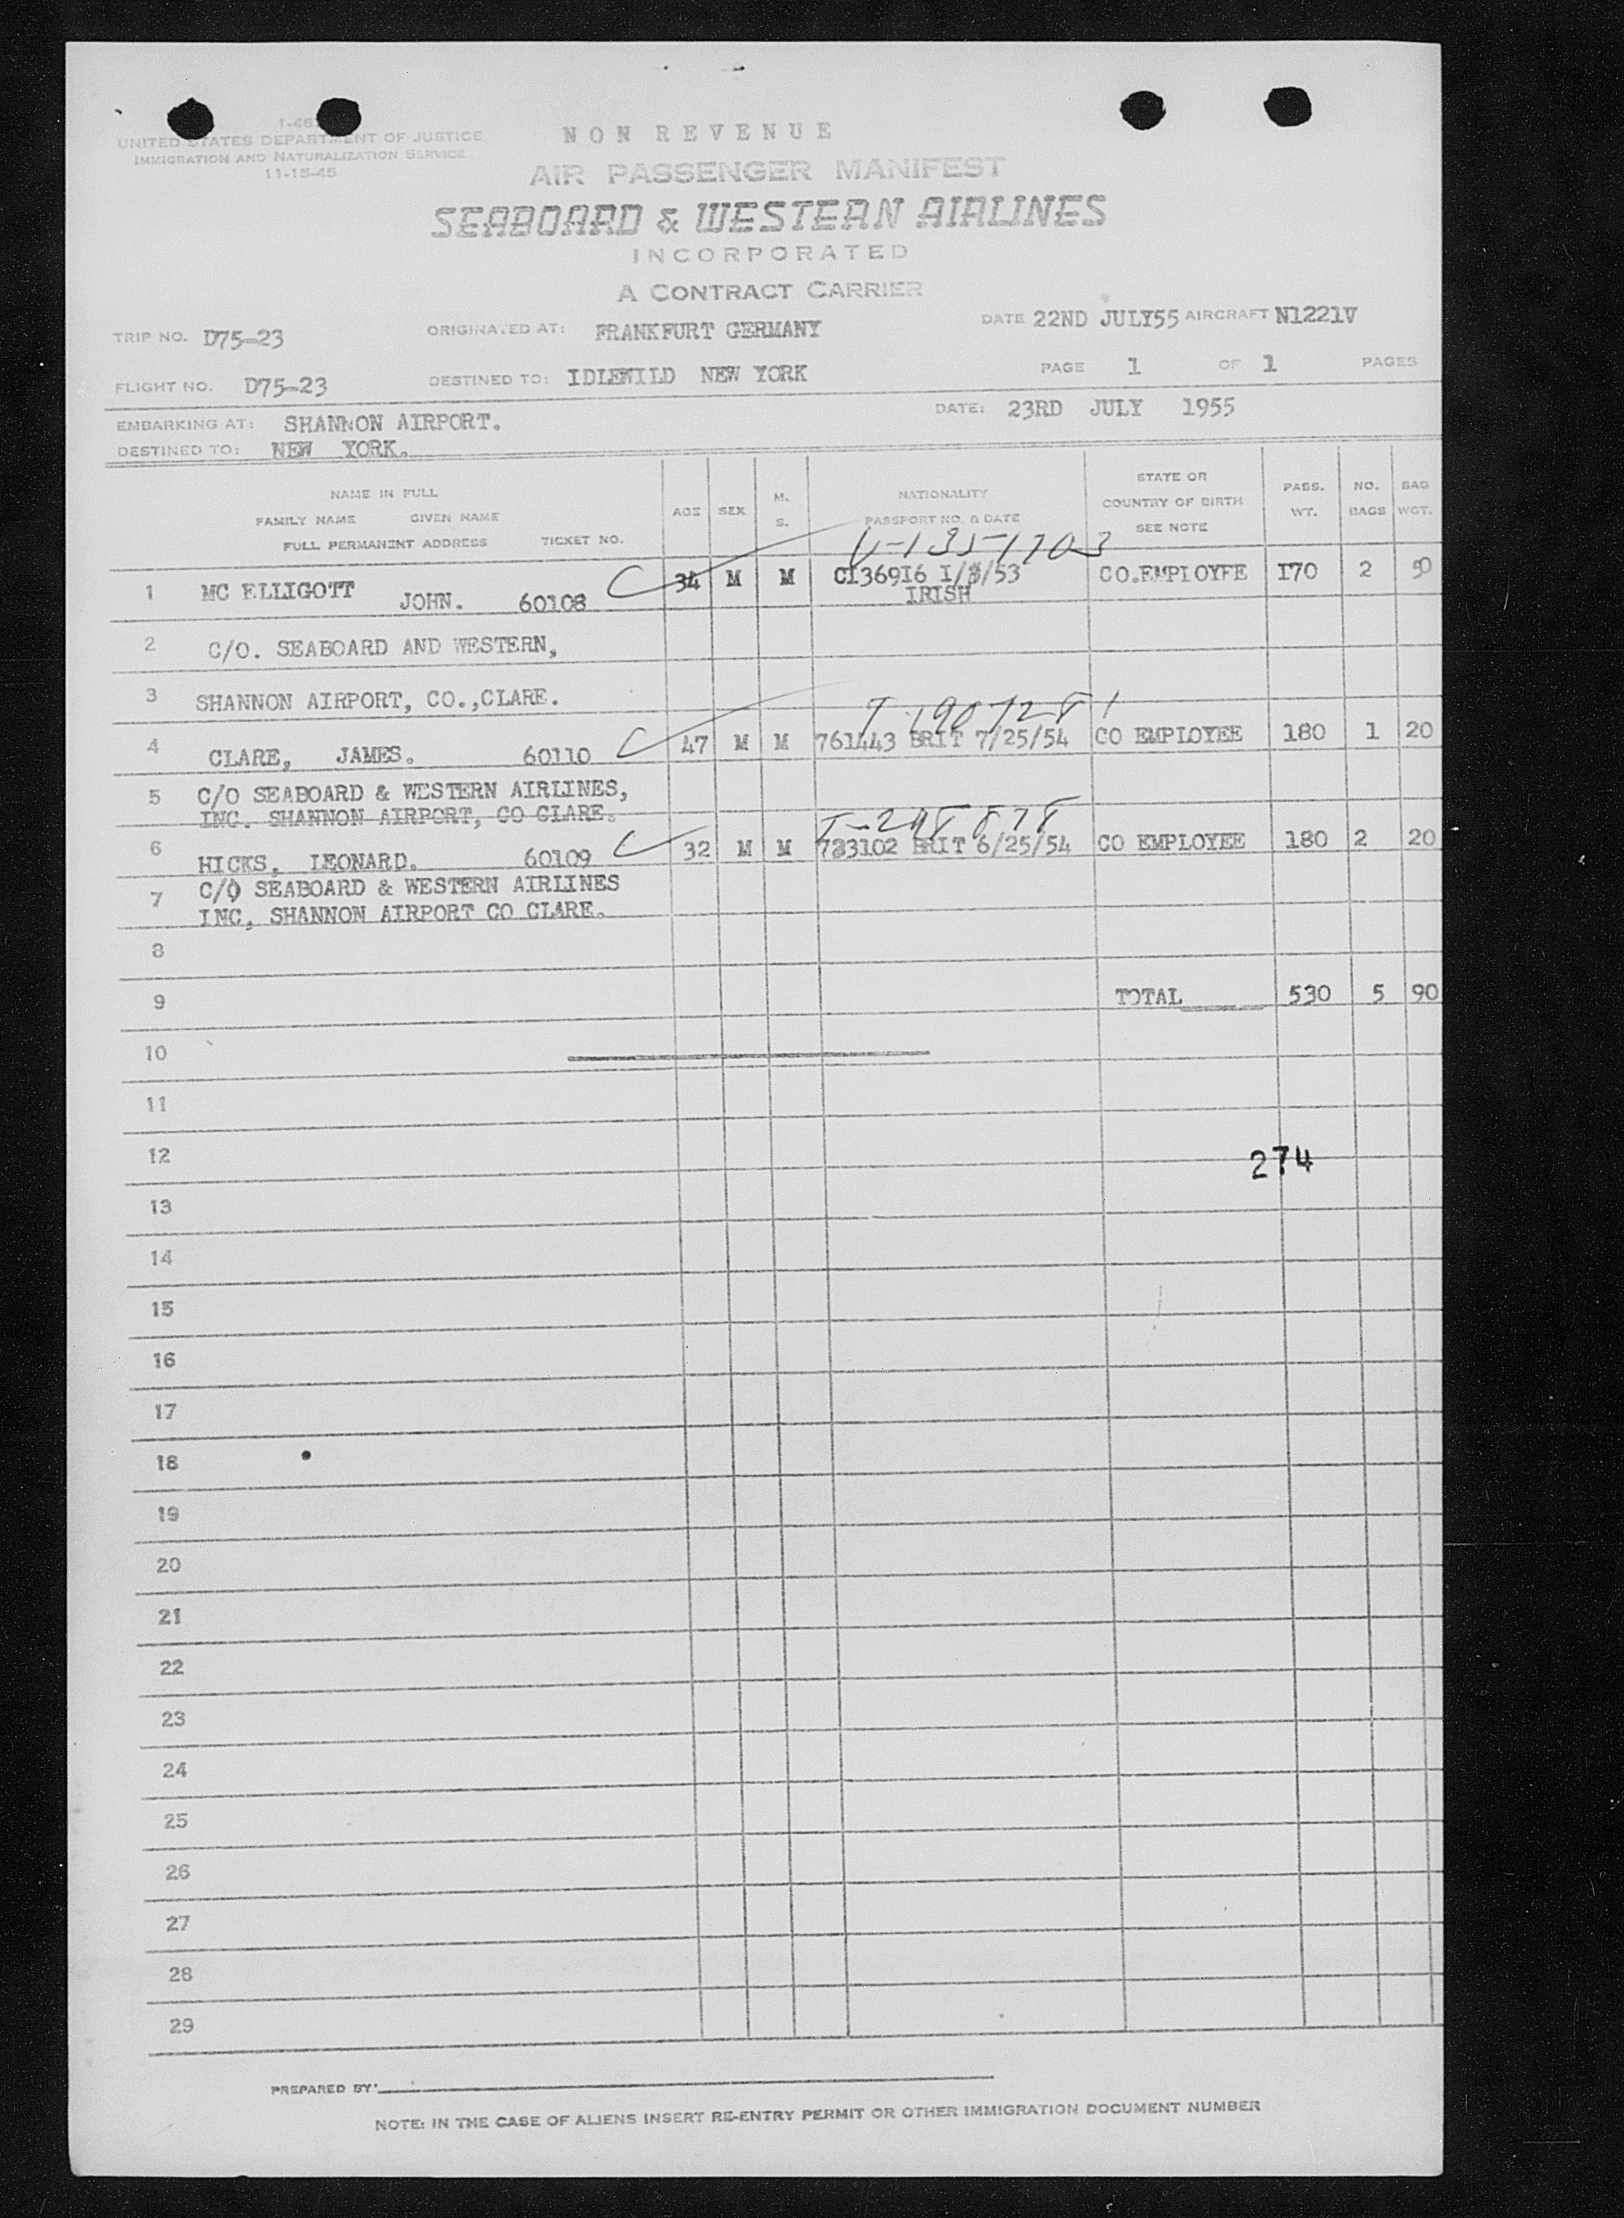 UNITED STATES DEPARTMENT OF JUSTICE
IMMIGRATION AND NATURALIZATION SERVICE
11-15-45
NON REVENUE
AIR PASSENGER MANIFEST
SEABOARD & WESTERN AIRLINES
INCORPORATED
A CONTRACT CARRIER
TRIP NO. D75-23 ORIGINATED AT: FRANKFURT GERMANY DATE 22ND JULY55 AIRCRAFT N1221V
FLIGHT NO. D75-23 DESTINED TO: IDLEWILD NEW YORK PAGE 1 OF 1 PAGES
EMBARKING AT: SHANNON AIRPORT. DATE: 23RD JULY 1955
DESTINED TO: NEW YORK.
NAME IN FULL
FAMILY NAME GIVEN NAME
FULL PERMANENT ADDRESS TICKET NO. AGE SEX M. S. NATIONALITY PASSPORT NO. & DATE STATE OR COUNTRY OF BIRTH SEE NOTE PASS. WT. NO. BAGS BAG WGT.
V-1351703
1 MC ELLIGOTT JOHN. 60108 34 M M CI36916 I/3/53 IRISH CO.EMPLOYEE I70 2 50
2 C/O. SEABOARD AND WESTERN,
3 SHANNON AIRPORT, CO.,CLARE.
T-1907281
4 CLARE, JAMES. 60110 47 M M 761443 BRIT 7/25/54 CO EMPLOYEE 180 1 20
5 C/O SEABOARD & WESTERN AIRLINES,
INC. SHANNON AIRPORT, CO CLARE.
6 HICKS, LEONARD. 60109 32 M M 733102 BRIT 6/25/54 CO EMPLOYEE 180 2 20
7 C/O SEABOARD & WESTERN AIRLINES
INC, SHANNON AIRPORT CO CLARE.
8
9 TOTAL 530 5 90
10
11
12 274
13
14
15
16
17
18
19
20
21
22
23
24
25
26
27
28
29
PREPARED BY:
NOTE: IN THE CASE OF ALIENS INSERT RE-ENTRY PERMIT OR OTHER IMMIGRATION DOCUMENT NUMBER